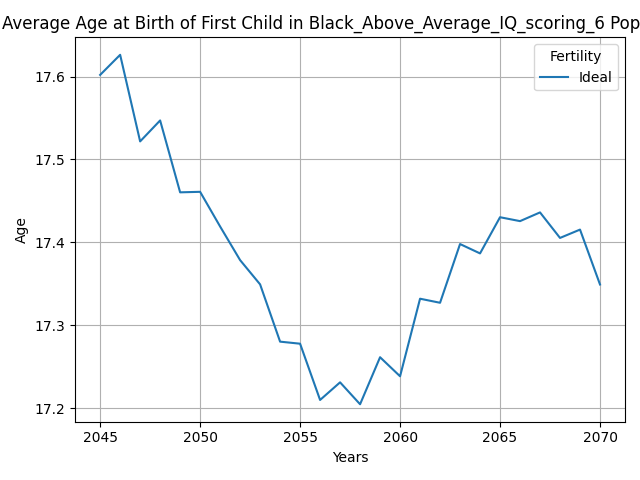 Average Age at Birth of First Child in Black_Above_Average_IQ_scoring_6 Pop
Fertility
Ideal
17.6
17.5
17.4
17.3
17.2
Age
2045 2050 2055 2060 2065 2070
Years